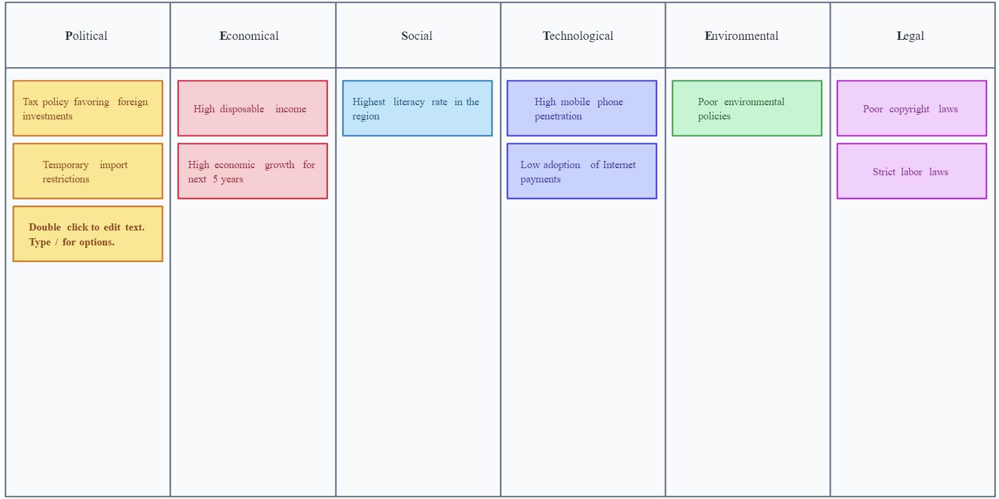 Political
Economical
Social
Technological
Environmental
Legal
Tax policy favoring foreign
investments
Temporary import
restrictions
Double click to edit text.
Type / for options.
High disposable income
High economic growth for
next 5 years
Highest literacy rate in the
region
High mobile phone
penetration
Low adoption of Internet
payments
Poor environmental
policies
Poor copyright laws
Strict labor laws